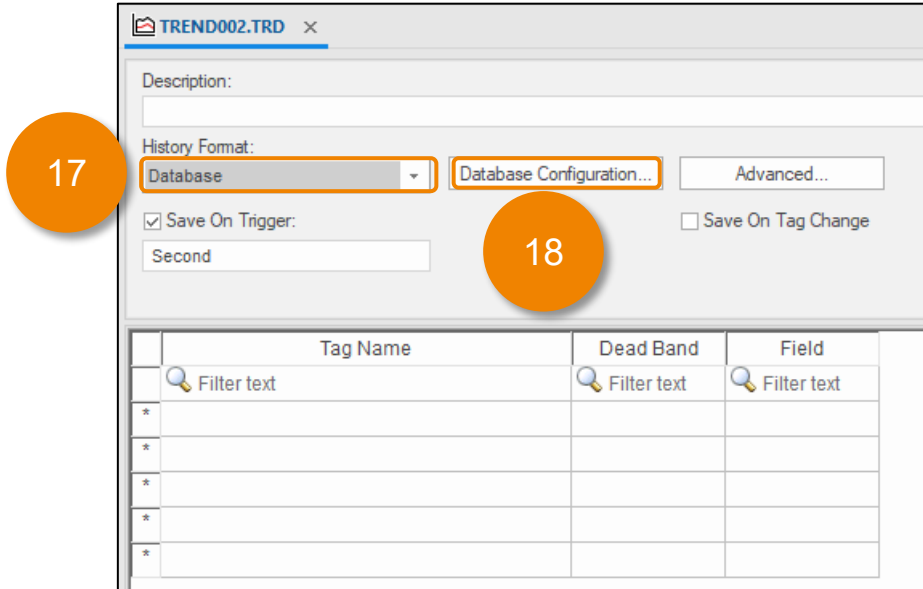 TREND002.TRD ×
Description:
History Format:
17
Database
Database Configuration...
Advanced...
Save On Trigger:
Save On Tag Change
Second
18
Tag Name Dead Band Field
Filter text Filter text Filter text
*
*
*
*
*